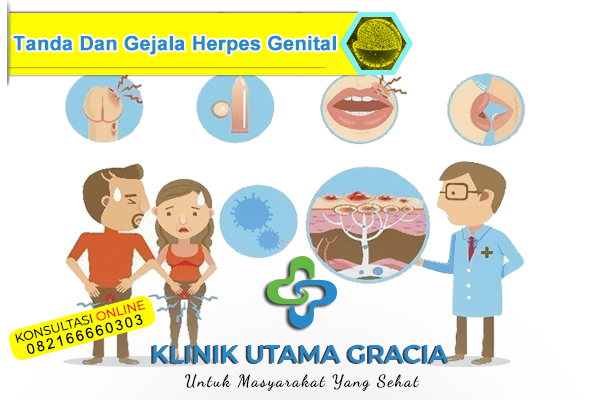 Tanda Dan Gejala Herpes Genital
KONSULTASI ONLINE
082166660303
KLINIK UTAMA GRACIA
Untuk Masyarakat Yang Sehat